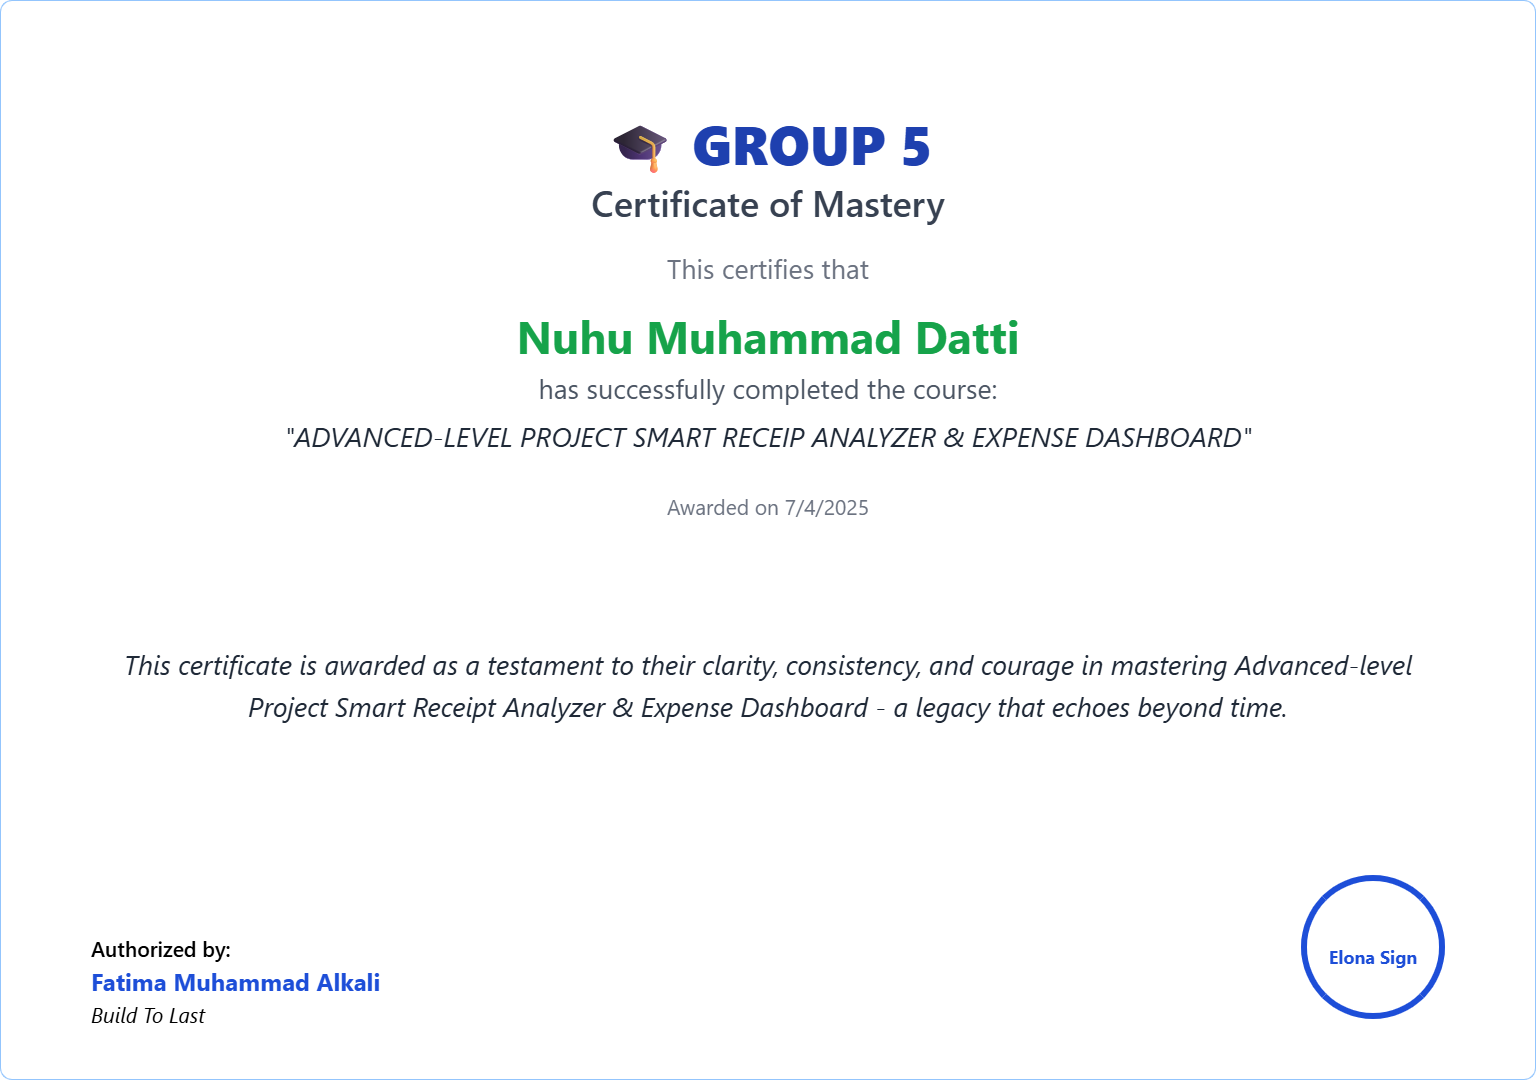 GROUP 5
Certificate of Mastery
This certifies that
Nuhu Muhammad Datti
has successfully completed the course:
"ADVANCED-LEVEL PROJECT SMART RECEIP ANALYZER & EXPENSE DASHBOARD"
Awarded on 7/4/2025
This certificate is awarded as a testament to their clarity, consistency, and courage in mastering Advanced-level
Project Smart Receipt Analyzer & Expense Dashboard - a legacy that echoes beyond time.
Authorized by:
Fatima Muhammad Alkali
Build To Last
Elona Sign